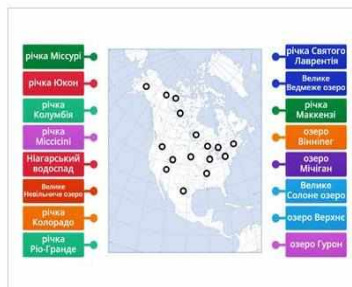 річка Міссурі
річка Юкон
річка
Колумбія
річка
Міссісіпі
Ніагарський
водоспад
Велике
Невільниче озеро
річка
Колорадо
річка
Ріо-Гранде
річка Святого
Лаврентія
Велике
Ведмеже озеро
річка
Маккензі
озеро
Вінніпег
озеро
Мічіган
Велике
Солоне озеро
озеро Верхнє
озеро Гурон